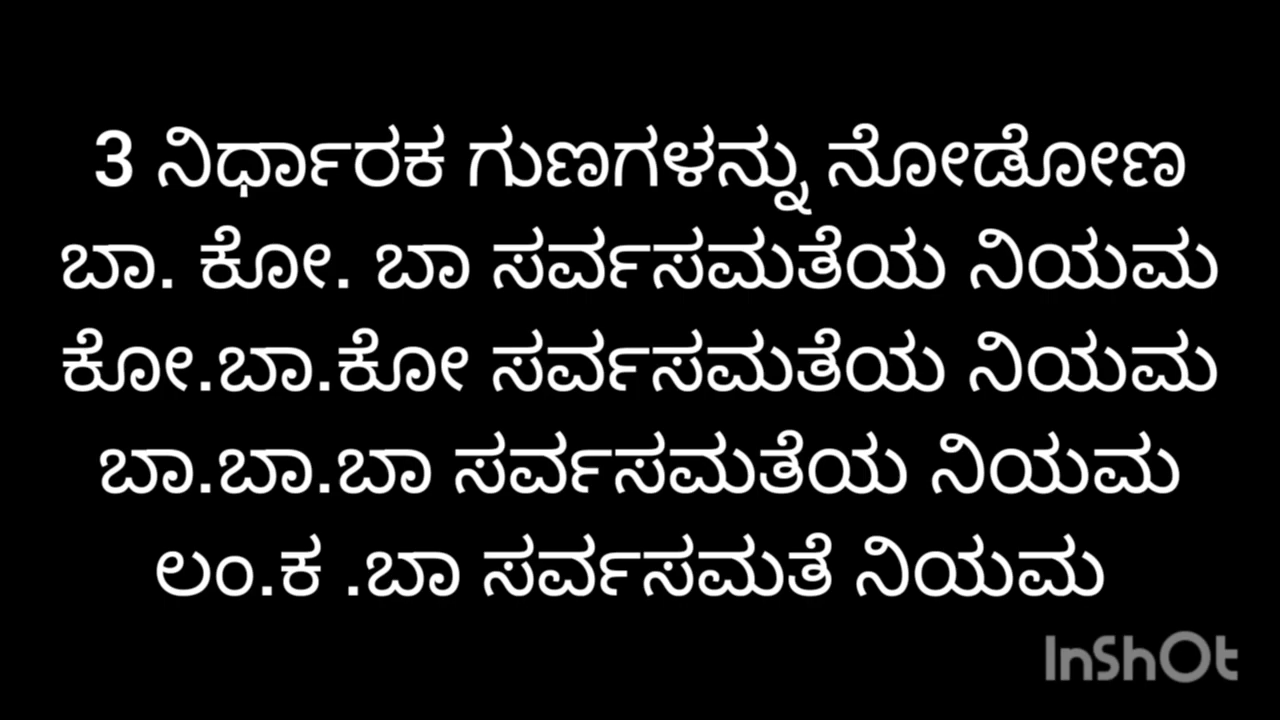 3 ನಿರ್ಧಾರಕ ಗುಣಗಳನ್ನು ನೋಡೋಣ
ಬಾ. ಕೋ. ಬಾ ಸರ್ವಸಮತೆಯ ನಿಯಮ
ಕೋ.ಬಾ.ಕೋ ಸರ್ವಸಮತೆಯ ನಿಯಮ
ಬಾ.ಬಾ.ಬಾ ಸರ್ವಸಮತೆಯ ನಿಯಮ
ಲಂ.ಕ .ಬಾ ಸರ್ವಸಮತೆ ನಿಯಮ
InShOt